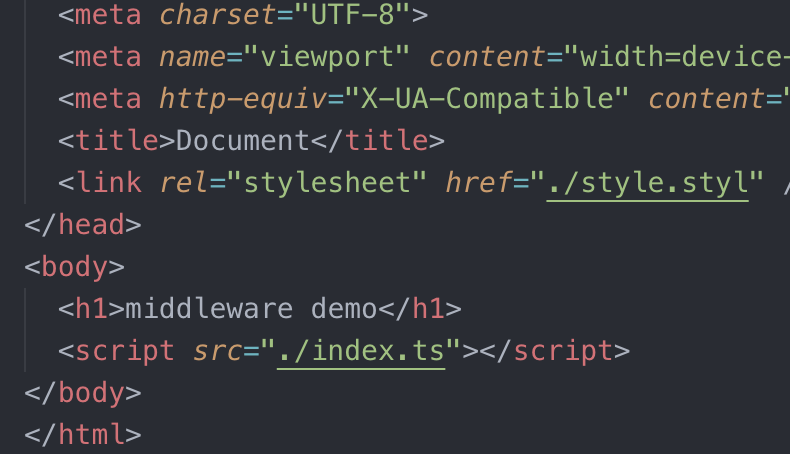 <meta charset="UTF-8">
<meta name="viewport" content="width=device-
<meta http-equiv="X-UA-Compatible" content="
<title>Document</title>
<link rel="stylesheet" href="./style.styl" /
</head>
<body>
<h1>middleware demo</h1>
<script src="./index.ts"></script>
</body>
</html>